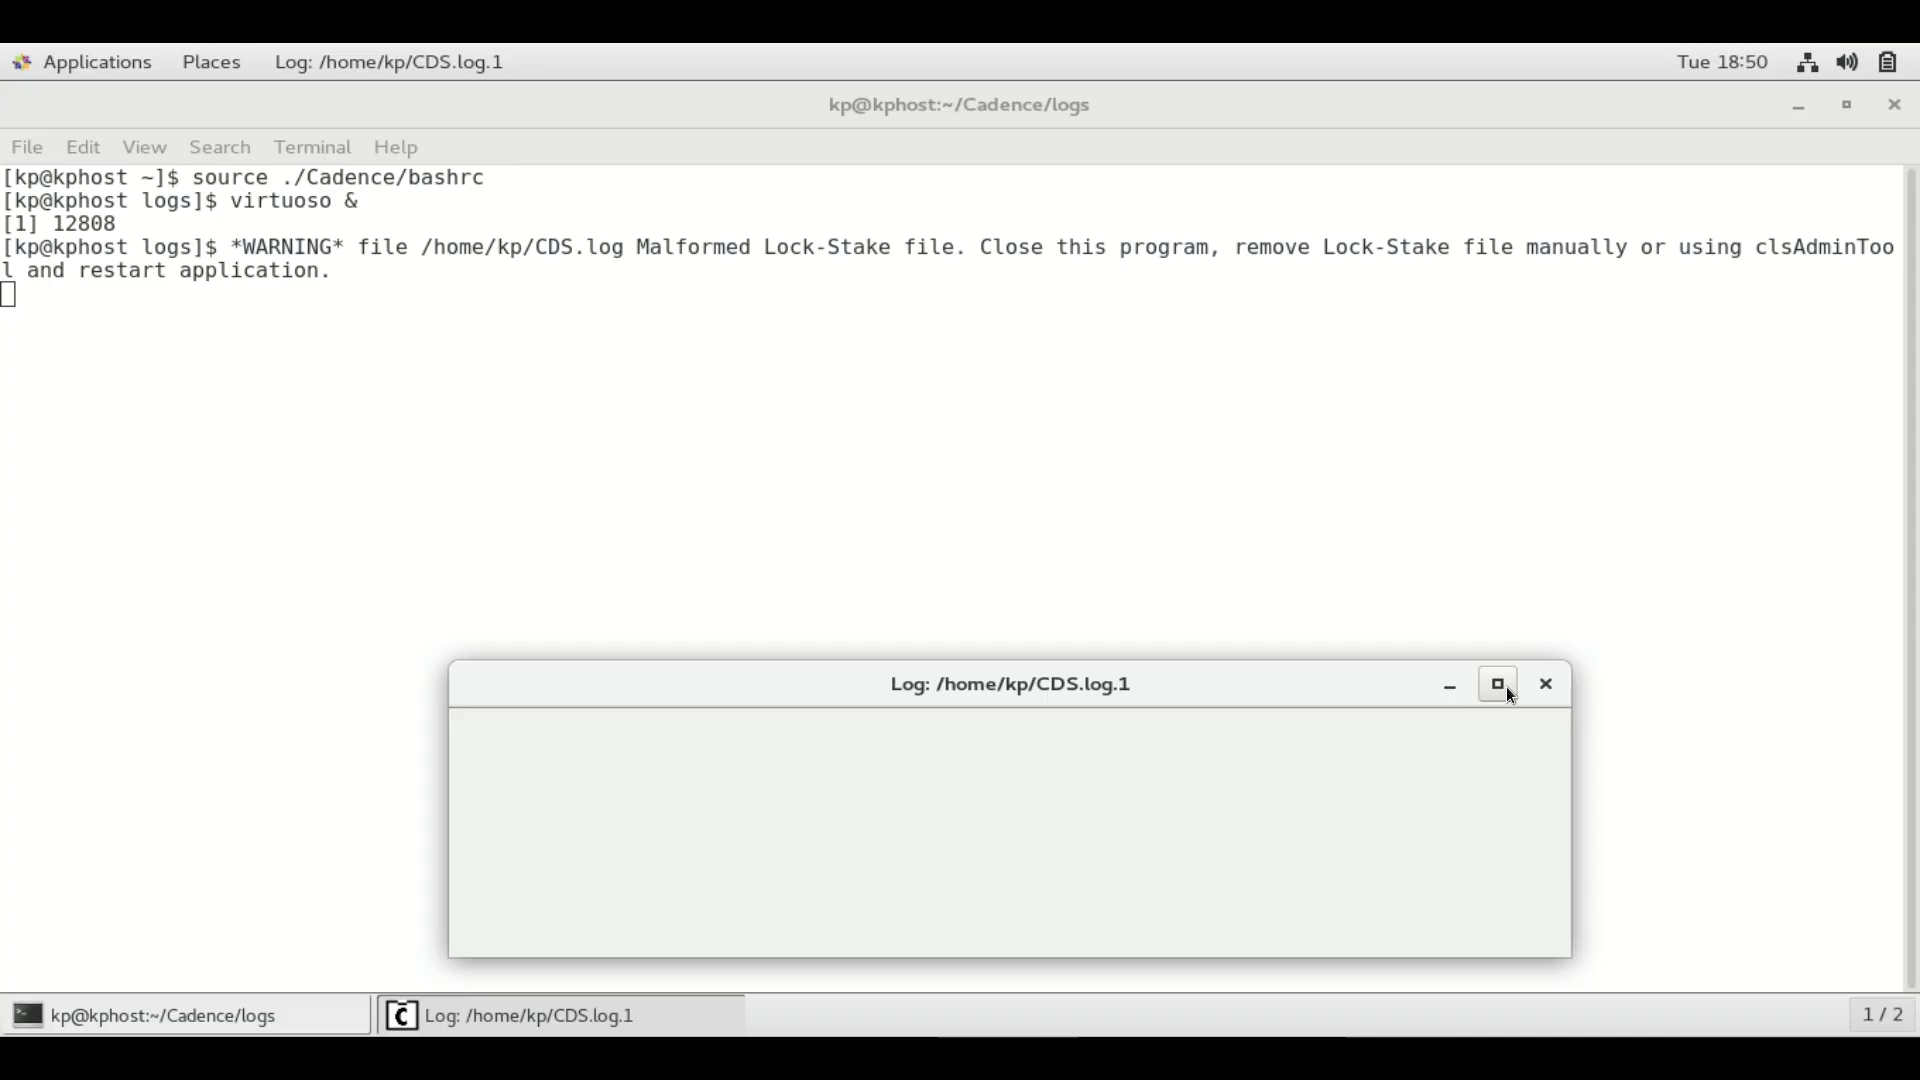 Applications Places Log: /home/kp/CDS.log.1 Tue 18:50
kp@kphost:~/Cadence/logs
File Edit View Search Terminal Help
[kp@kphost ~]$ source ./Cadence/bashrc
[kp@kphost logs]$ virtuoso &
[1] 12808
[kp@kphost logs]$ *WARNING* file /home/kp/CDS.log Malformed Lock-Stake file. Close this program, remove Lock-Stake file manually or using clsAdminToo
l and restart application.
Log: /home/kp/CDS.log.1
kp@kphost:~/Cadence/logs Log: /home/kp/CDS.log.1 1 / 2